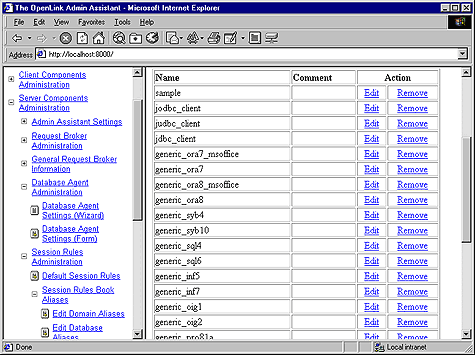 The OpenLink Admin Assistant - Microsoft Internet Explorer
File Edit View Favorites Tools Help
Address http://localhost:8000/
Client Components
Administration
Server Components
Administration
Admin Assistant Settings
Request Broker
Administration
General Request Broker
Information
Database Agent
Administration
Database Agent
Settings (Wizard)
Database Agent
Settings (Form)
Session Rules
Administration
Default Session Rules
Session Rules Book
Aliases
Edit Domain Aliases
Edit Database
Aliases
Name Comment Action
sample Edit Remove
jodbc_client Edit Remove
judbc_client Edit Remove
jdbc_client Edit Remove
generic_ora7_msoffice Edit Remove
generic_ora7 Edit Remove
generic_ora8_msoffice Edit Remove
generic_ora8 Edit Remove
generic_syb4 Edit Remove
generic_syb10 Edit Remove
generic_sql4 Edit Remove
generic_sql6 Edit Remove
generic_inf5 Edit Remove
generic_inf7 Edit Remove
generic_oig1 Edit Remove
generic_oig2 Edit Remove
generic_pro81a Edit Remove
Done Local intranet